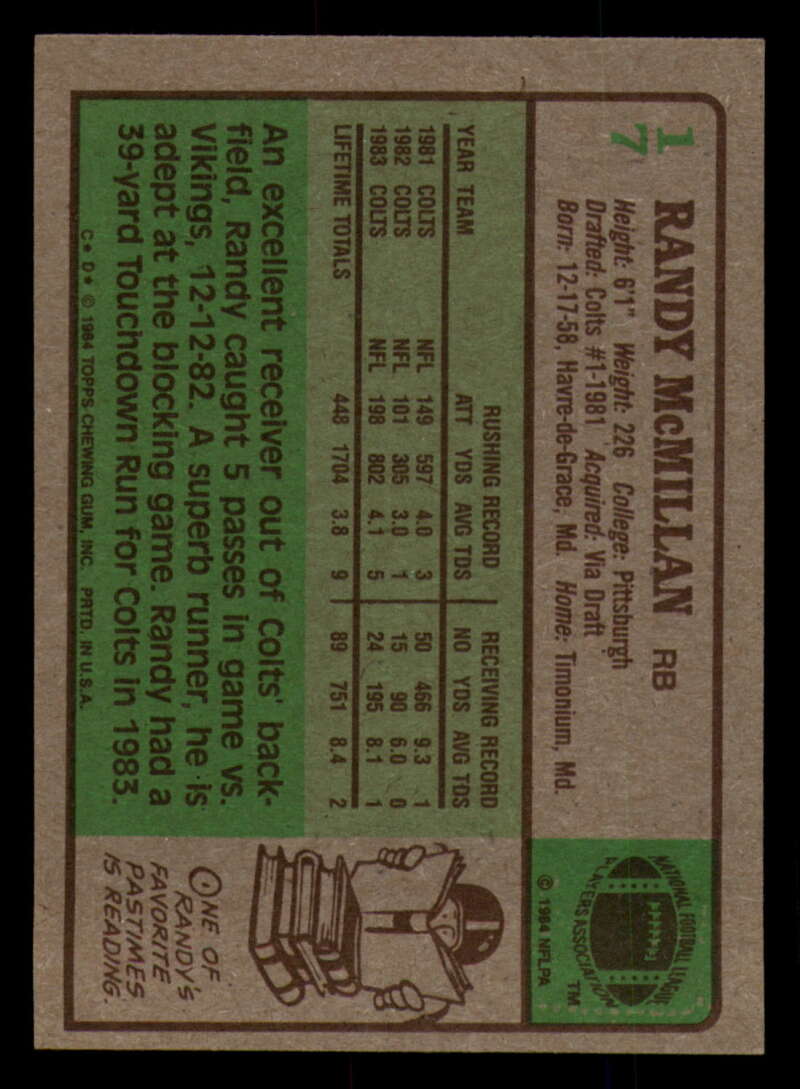 17
RANDY McMILLAN RB
Height: 6'1" Weight: 226 College: Pittsburgh
Drafted: Colts #1-1981 Acquired: Via Draft
Born: 12-17-58, Havre-de-Grace, Md. Home: Timonium, Md.
NATIONAL FOOTBALL LEAGUE
PLAYERS ASSOCIATION
TM
© 1984 NFLPA
RUSHING RECORD RECEIVING RECORD
YEAR TEAM ATT YDS AVG TDS NO YDS AVG TDS
1981 COLTS NFL 149 597 4.0 3 50 466 9.3 1
1982 COLTS NFL 101 305 3.0 1 15 90 6.0 0
1983 COLTS NFL 198 802 4.1 5 24 195 8.1 1
LIFETIME TOTALS 448 1704 3.8 9 89 751 8.4 2
An excellent receiver out of Colts' back-
field, Randy caught 5 passes in game vs.
Vikings, 12-12-82. A superb runner, he is
adept at the blocking game. Randy had a
39-yard Touchdown Run for Colts in 1983.
C* D* © 1984 TOPPS CHEWING GUM, INC. PRTD. IN U.S.A.
ONE OF
RANDY'S
FAVORITE
PASTIMES
IS READING.